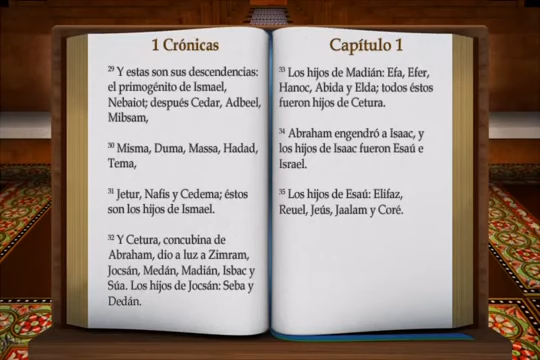 1 Crónicas
29 Y estas son sus descendencias:
el primogénito de Ismael,
Nebaiot; después Cedar, Adbeel,
Mibsam,
30 Misma, Duma, Massa, Hadad,
Tema,
31 Jetur, Nafis y Cedema; éstos
son los hijos de Ismael.
32 Y Cetura, concubina de
Abraham, dio a luz a Zimram,
Jocsán, Medán, Madián, Isbac y
Súa. Los hijos de Jocsán: Seba y
Dedán.
Capítulo 1
33 Los hijos de Madián: Efa, Efer,
Hanoc, Abida y Elda; todos éstos
fueron hijos de Cetura.
34 Abraham engendró a Isaac, y
los hijos de Isaac fueron Esaú e
Israel.
35 Los hijos de Esaú: Elifaz,
Reuel, Jeús, Jaalam y Coré.